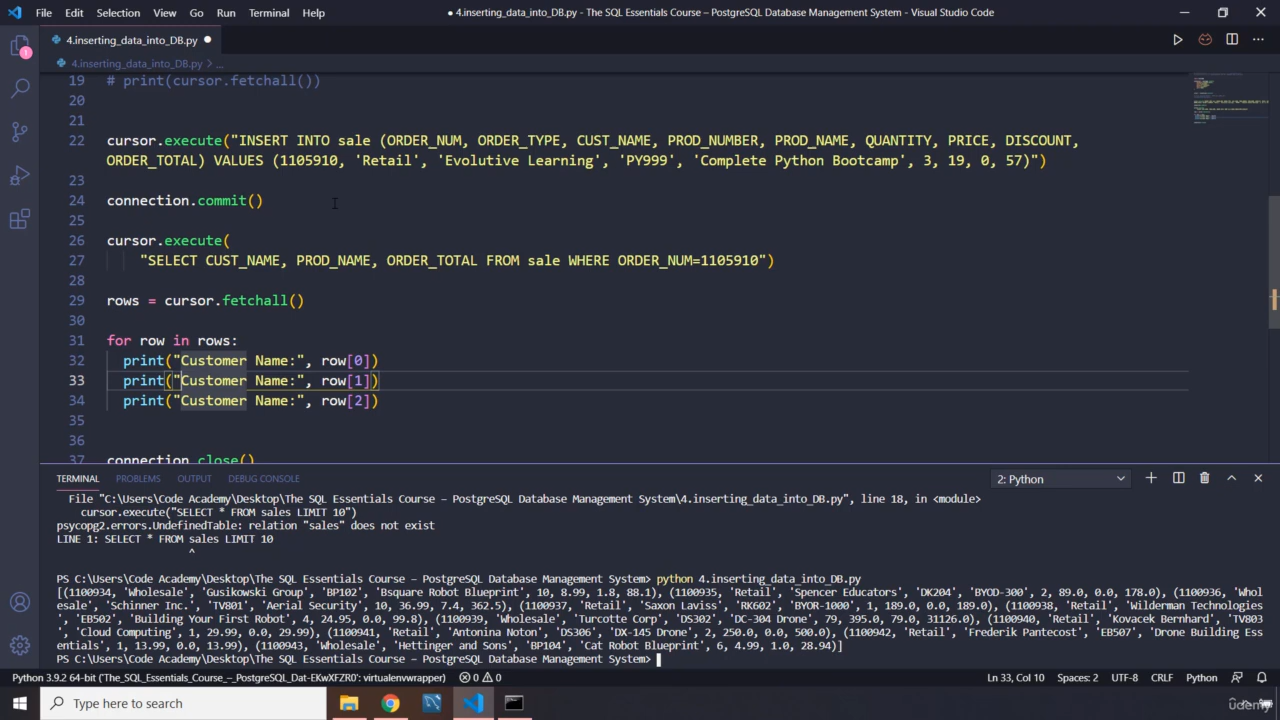 File Edit Selection View Go Run Terminal Help
● 4.inserting_data_into_DB.py - The SQL Essentials Course - PostgreSQL Database Management System - Visual Studio Code
4.inserting_data_into_DB.py ●
1
4.inserting_data_into_DB.py > ...
19 # print(cursor.fetchall())
20
21
22 cursor.execute("INSERT INTO sale (ORDER_NUM, ORDER_TYPE, CUST_NAME, PROD_NUMBER, PROD_NAME, QUANTITY, PRICE, DISCOUNT,
ORDER_TOTAL) VALUES (1105910, 'Retail', 'Evolutive Learning', 'PY999', 'Complete Python Bootcamp', 3, 19, 0, 57)")
23
24 connection.commit()
25
26 cursor.execute(
27 "SELECT CUST_NAME, PROD_NAME, ORDER_TOTAL FROM sale WHERE ORDER_NUM=1105910")
28
29 rows = cursor.fetchall()
30
31 for row in rows:
32 print("Customer Name:", row[0])
33 print("Customer Name:", row[1])
34 print("Customer Name:", row[2])
35
36
37 connection.close()
TERMINAL PROBLEMS OUTPUT DEBUG CONSOLE 2: Python
File "C:\Users\Code Academy\Desktop\The SQL Essentials Course – PostgreSQL Database Management System\4.inserting_data_into_DB.py", line 18, in <module>
cursor.execute("SELECT * FROM sales LIMIT 10")
psycopg2.errors.UndefinedTable: relation "sales" does not exist
LINE 1: SELECT * FROM sales LIMIT 10
^
PS C:\Users\Code Academy\Desktop\The SQL Essentials Course – PostgreSQL Database Management System> python 4.inserting_data_into_DB.py
[(1100934, 'Wholesale', 'Gusikowski Group', 'BP102', 'Bsquare Robot Blueprint', 10, 8.99, 1.8, 88.1), (1100935, 'Retail', 'Spencer Educators', 'DK204', 'BYOD-300', 2, 89.0, 0.0, 178.0), (1100936, 'Whol
esale', 'Schinner Inc.', 'TV801', 'Aerial Security', 10, 36.99, 7.4, 362.5), (1100937, 'Retail', 'Saxon Laviss', 'RK602', 'BYOR-1000', 1, 189.0, 0.0, 189.0), (1100938, 'Retail', 'Wilderman Technologies
', 'EB502', 'Building Your First Robot', 4, 24.95, 0.0, 99.8), (1100939, 'Wholesale', 'Turcotte Corp', 'DS302', 'DC-304 Drone', 79, 395.0, 79.0, 31126.0), (1100940, 'Retail', 'Kovacek Bernhard', 'TV803
', 'Cloud Computing', 1, 29.99, 0.0, 29.99), (1100941, 'Retail', 'Antonina Noton', 'DS306', 'DX-145 Drone', 2, 250.0, 0.0, 500.0), (1100942, 'Retail', 'Frederik Pantecost', 'EB507', 'Drone Building Ess
entials', 1, 13.99, 0.0, 13.99), (1100943, 'Wholesale', 'Hettinger and Sons', 'BP104', 'Cat Robot Blueprint', 6, 4.99, 1.0, 28.94)]
PS C:\Users\Code Academy\Desktop\The SQL Essentials Course – PostgreSQL Database Management System>
Python 3.9.2 64-bit ('The_SQL_Essentials_Course_–_PostgreSQL_Dat-EKwXFZR0': virtualenvwrapper) 0 0 Ln 33, Col 10 Spaces: 2 UTF-8 CRLF Python
Type here to search
udemy